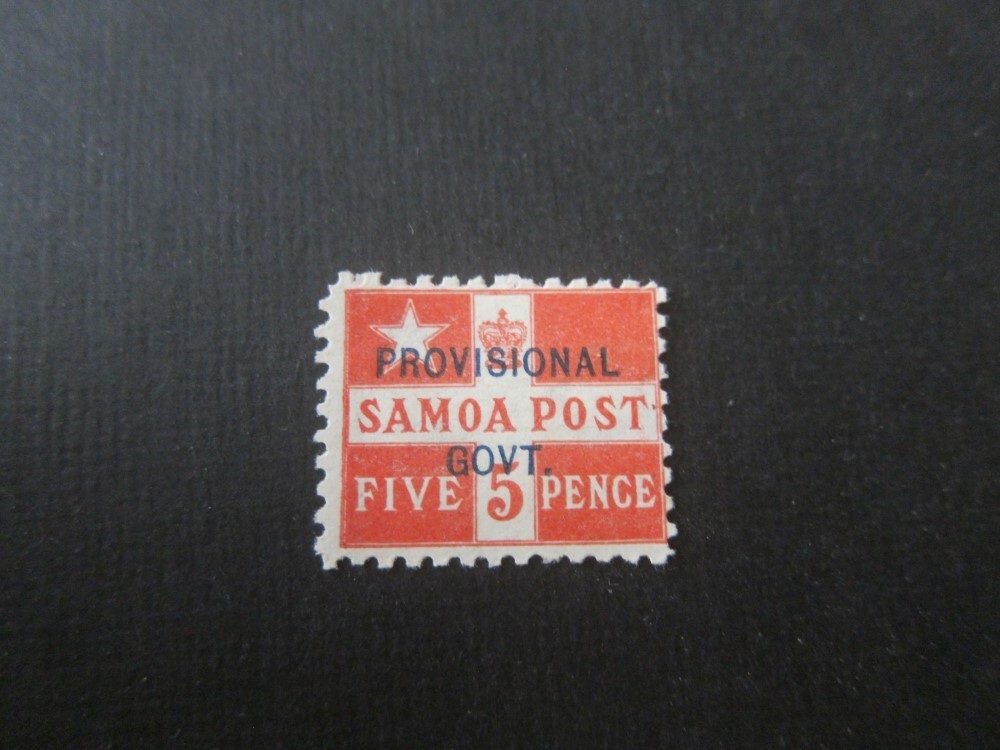 PROVISIONAL
SAMOA POST
GOVT.
FIVE 5 PENCE